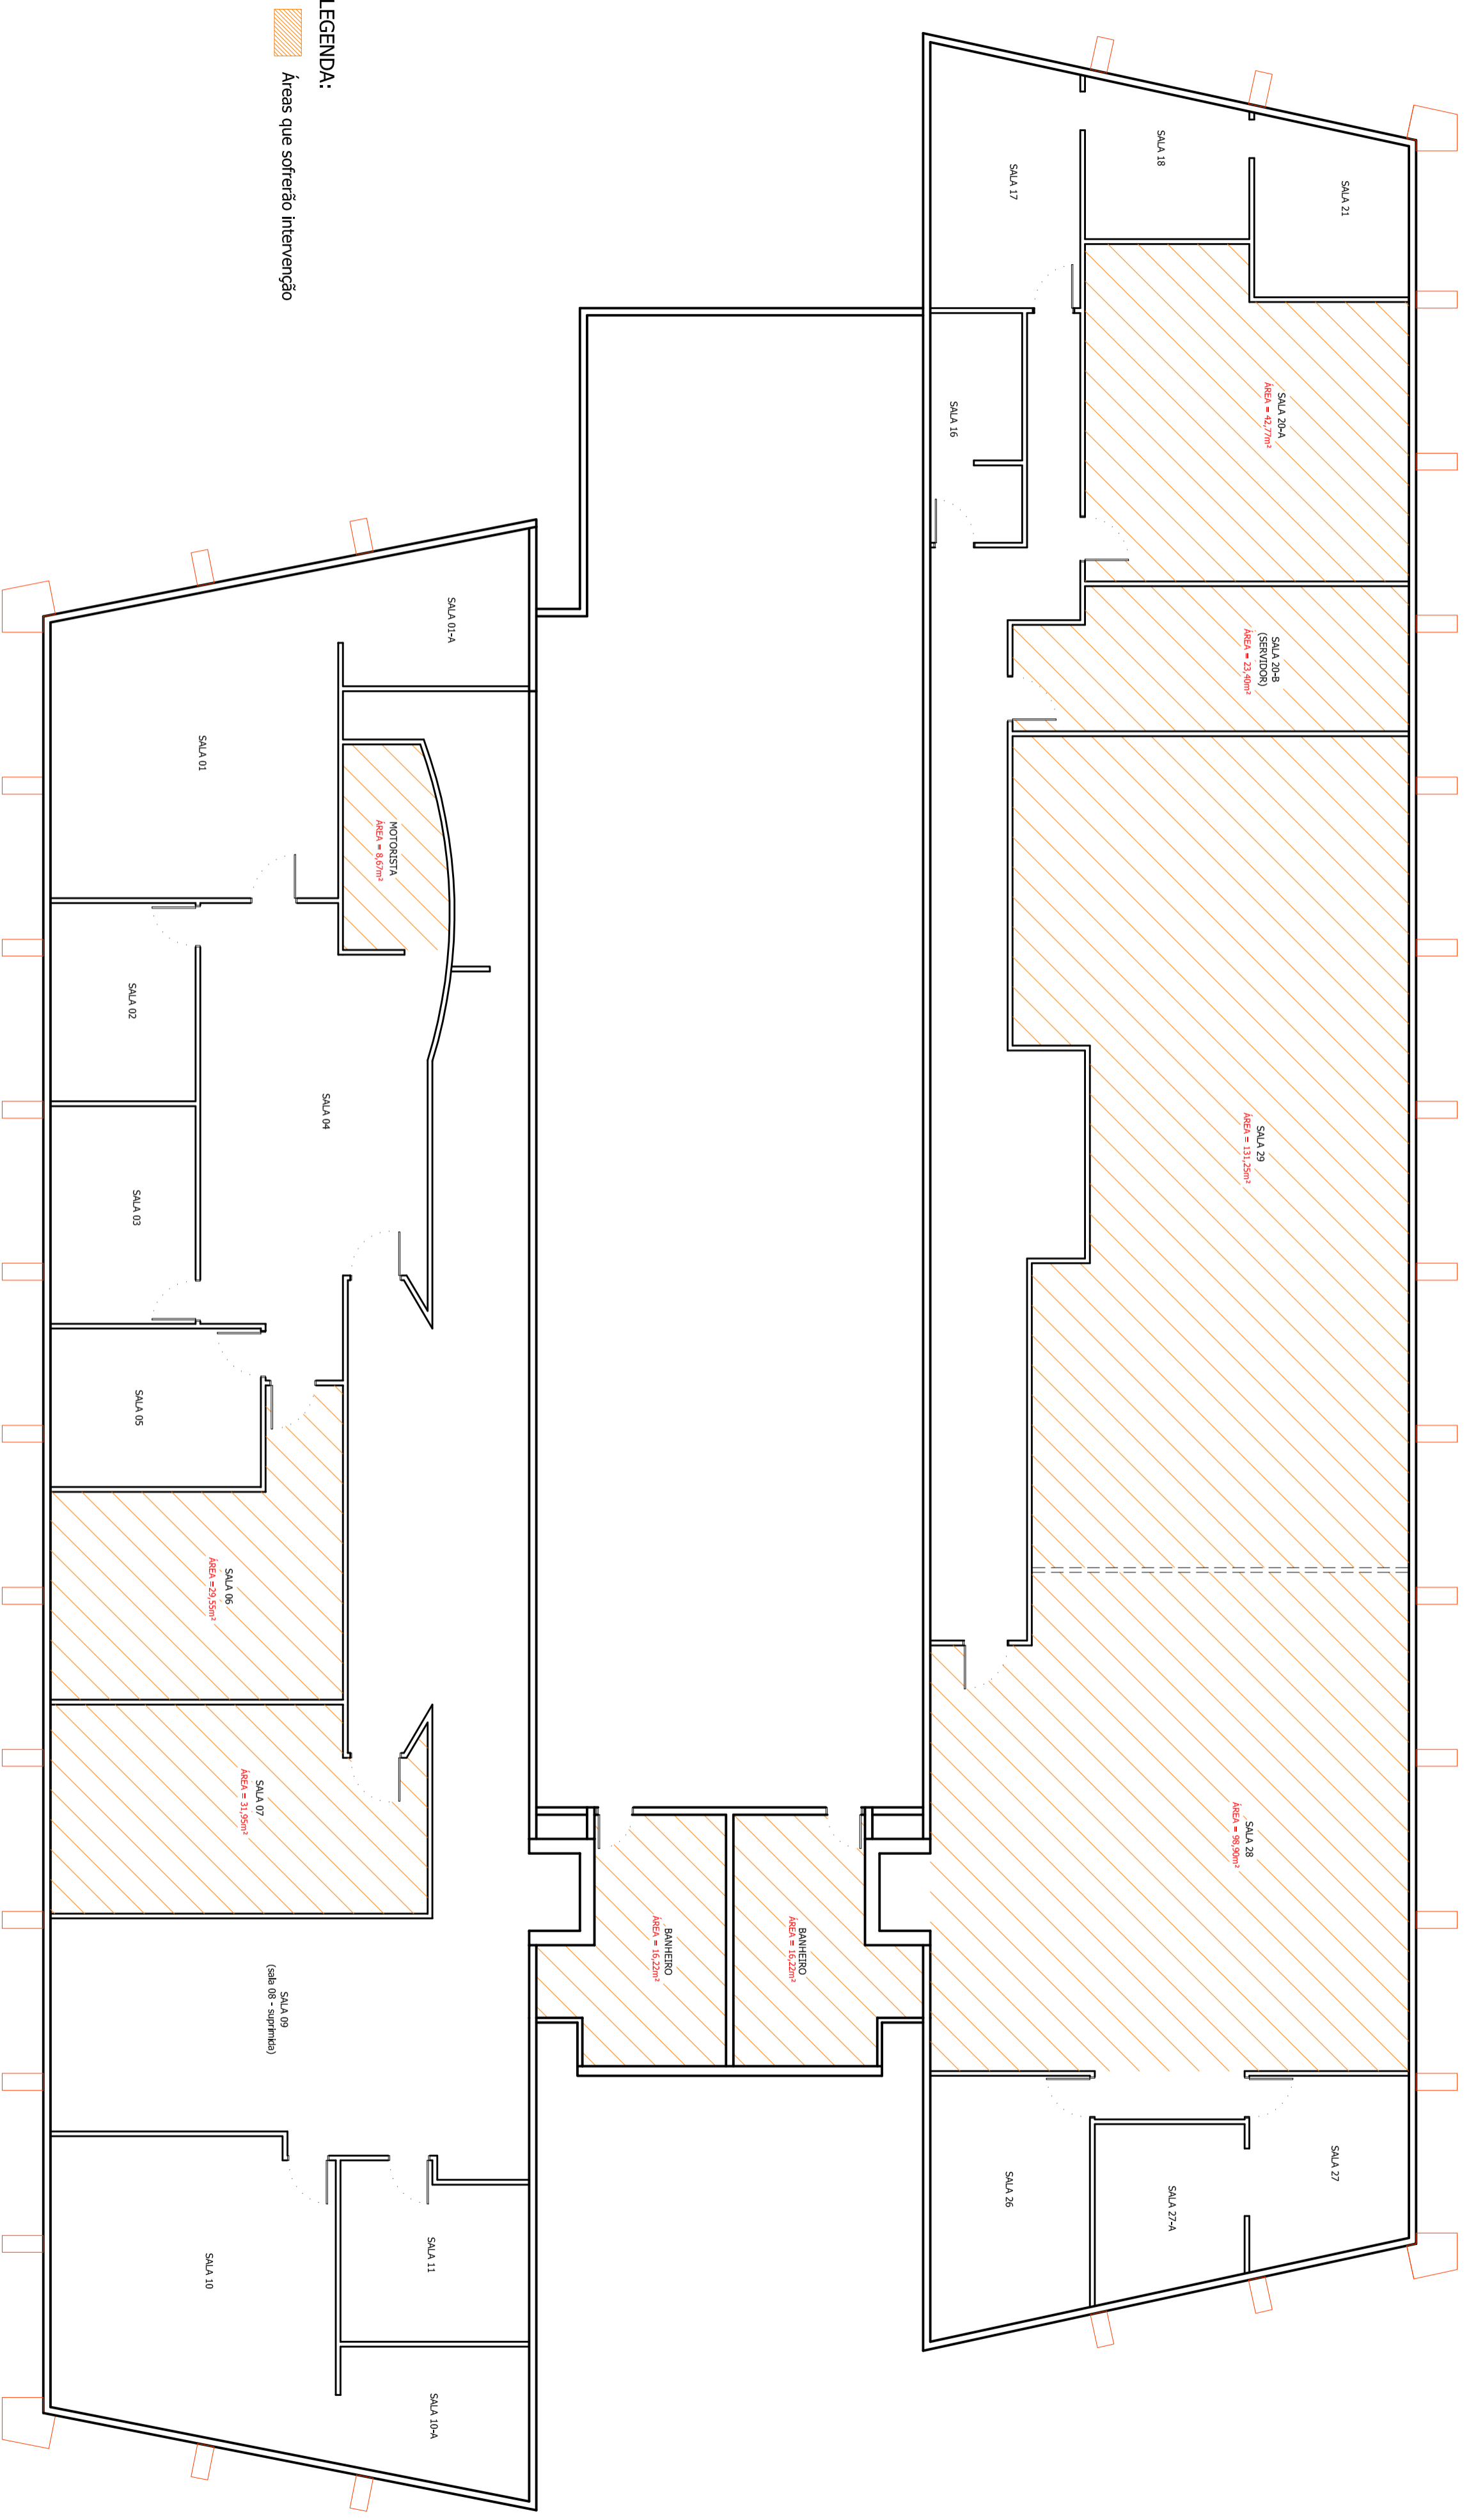 LEGENDA:
Áreas que sofrerão intervenção
SALA 21
SALA 18
SALA 17
SALA 20-A
ÁREA = 42,77m²
SALA 16
SALA 20-B
(SERVIDOR)
ÁREA = 23,40m²
SALA 29
ÁREA = 131,25m²
SALA 28
ÁREA = 98,90m²
SALA 27
SALA 27-A
SALA 26
BANHEIRO
ÁREA = 16,22m²
BANHEIRO
ÁREA = 16,22m²
SALA 01-A
SALA 01
MOTORISTA
ÁREA = 8,67m²
SALA 02
SALA 04
SALA 03
SALA 05
SALA 06
ÁREA =29,55m²
SALA 07
ÁREA = 31,95m²
SALA 09
(sala 08 - suprimida)
SALA 11
SALA 10
SALA 10-A